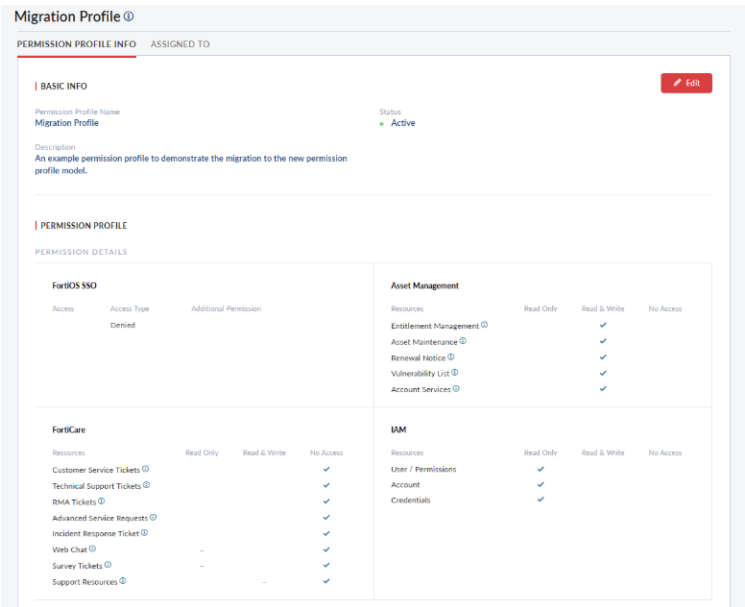 Migration Profile
PERMISSION PROFILE INFO ASSIGNED TO
BASIC INFO
Edit
Permission Profile Name
Migration Profile
Status
Active
Description
An example permission profile to demonstrate the migration to the new permission
profile model.
PERMISSION PROFILE
PERMISSION DETAILS
FortiOS SSO
Access Access Type Additional Permission
Denied
Asset Management
Resources Read Only Read & Write No Access
Entitlement Management
Asset Maintenance
Renewal Notice
Vulnerability List
Account Services
FortiCare
Resources Read Only Read & Write No Access
Customer Service Tickets
Technical Support Tickets
RMA Tickets
Advanced Service Requests
Incident Response Ticket
Web Chat –
Survey Tickets –
Support Resources –
IAM
Resources Read Only Read & Write No Access
User / Permissions
Account
Credentials